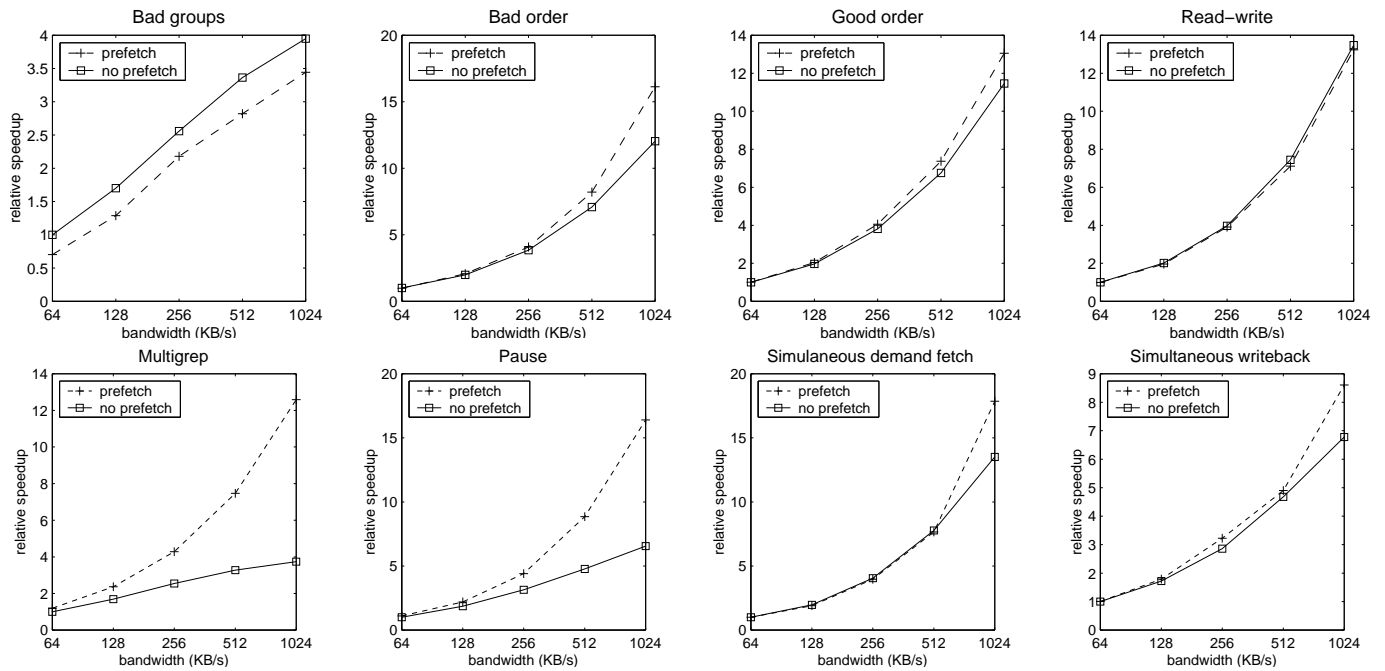 Bad groups
4
3.5
3
2.5
2
1.5
1
0.5
0
prefetch
no prefetch
relative speedup
64 128 256 512 1024
bandwidth (KB/s)
Bad order
20
15
10
5
0
prefetch
no prefetch
relative speedup
64 128 256 512 1024
bandwidth (KB/s)
Good order
14
12
10
8
6
4
2
0
prefetch
no prefetch
relative speedup
64 128 256 512 1024
bandwidth (KB/s)
Read-write
14
12
10
8
6
4
2
0
prefetch
no prefetch
relative speedup
64 128 256 512 1024
bandwidth (KB/s)
Multigrep
14
12
10
8
6
4
2
0
prefetch
no prefetch
relative speedup
64 128 256 512 1024
bandwidth (KB/s)
Pause
20
15
10
5
0
prefetch
no prefetch
relative speedup
64 128 256 512 1024
bandwidth (KB/s)
Simulaneous demand fetch
20
15
10
5
0
prefetch
no prefetch
relative speedup
64 128 256 512 1024
bandwidth (KB/s)
Simultaneous writeback
9
8
7
6
5
4
3
2
1
0
prefetch
no prefetch
relative speedup
64 128 256 512 1024
bandwidth (KB/s)